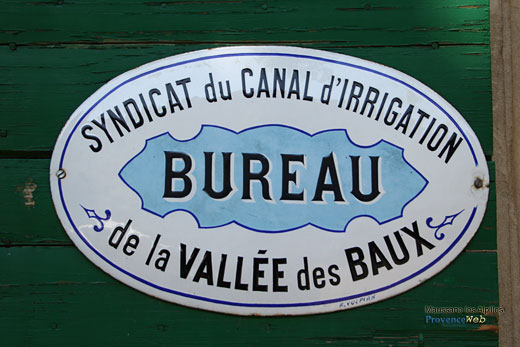 SYNDICAT du CANAL d'IRRIGATION
BUREAU
de la VALLÉE des BAUX
Maussane les Alpilles
ProvenceWeb